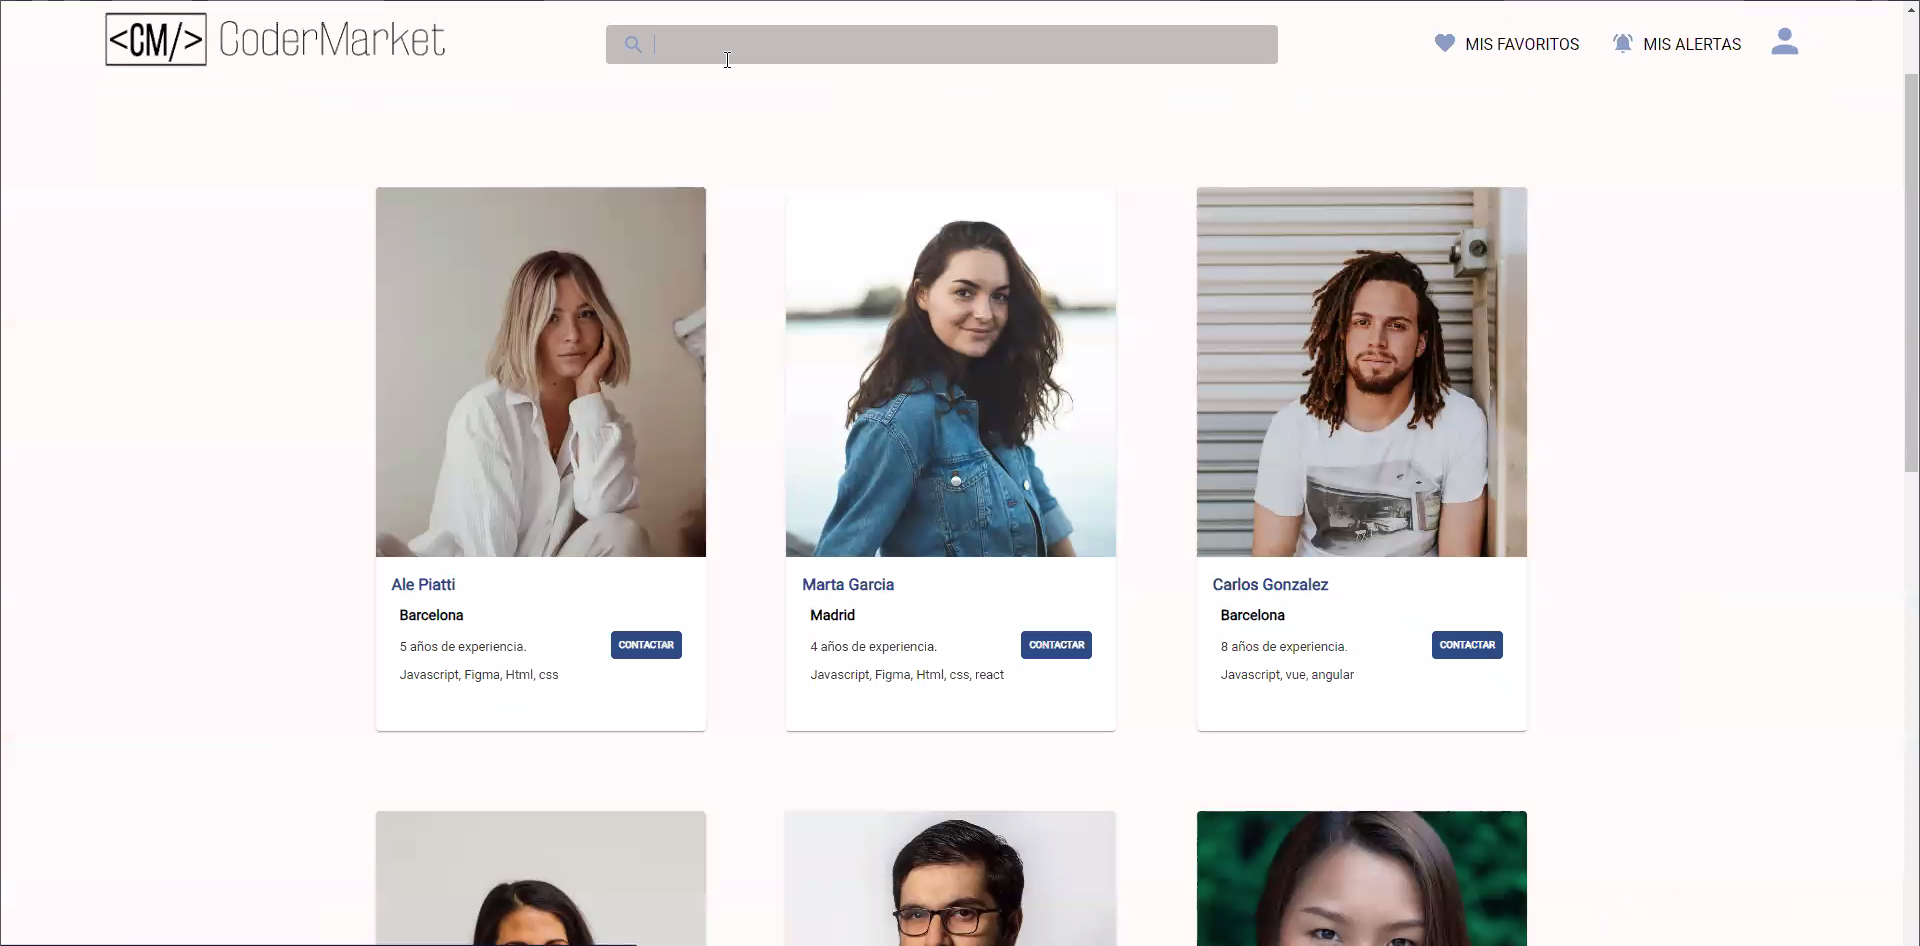 <CM/> CoderMarket
MIS FAVORITOS
MIS ALERTAS
Ale Piatti
Barcelona
5 años de experiencia.
CONTACTAR
Javascript, Figma, Html, css
Marta Garcia
Madrid
4 años de experiencia.
CONTACTAR
Javascript, Figma, Html, css, react
Carlos Gonzalez
Barcelona
8 años de experiencia.
CONTACTAR
Javascript, vue, angular